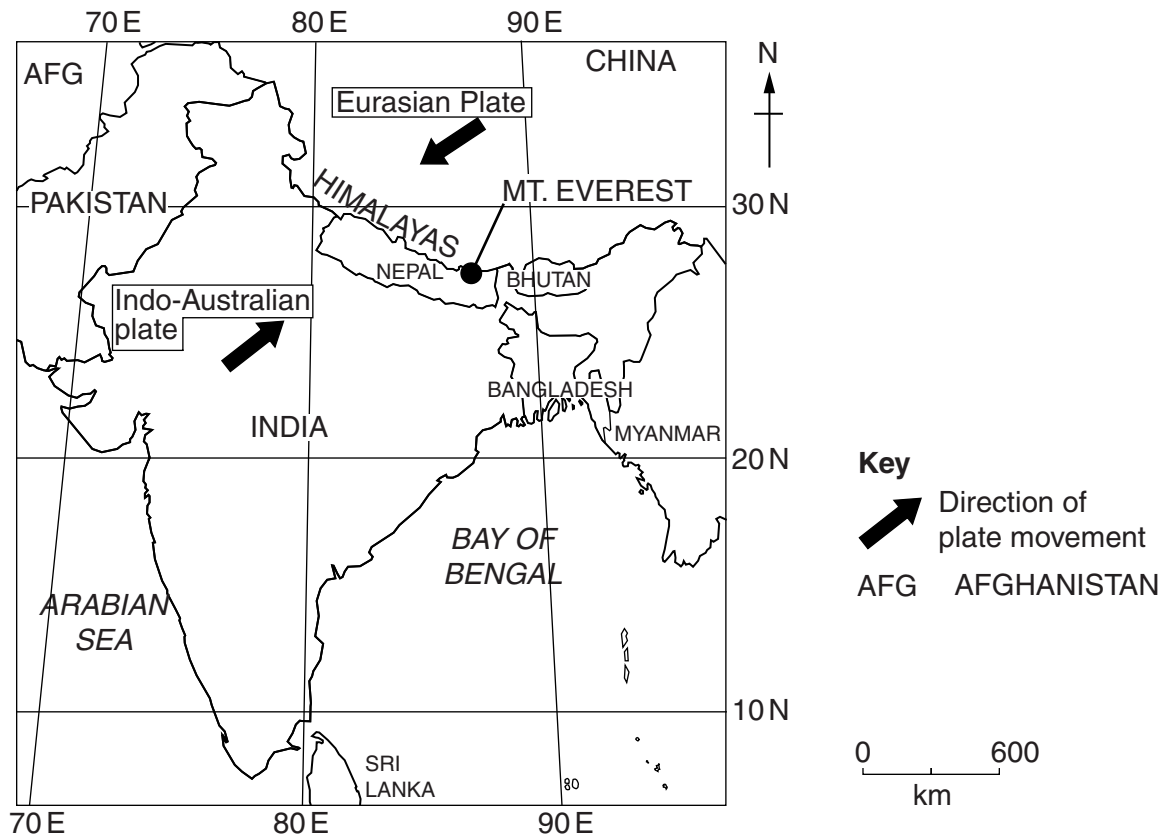 70 E 80 E 90 E
AFG
CHINA
N
Eurasian Plate
HIMALAYAS
MT. EVEREST
PAKISTAN
30 N
NEPAL
BHUTAN
Indo-Australian
plate
BANGLADESH
INDIA
MYANMAR
20 N
Key
Direction of
plate movement
AFG AFGHANISTAN
BAY OF
BENGAL
ARABIAN
SEA
10 N
SRI
LANKA
0 600
km
70 E 80 E 90 E